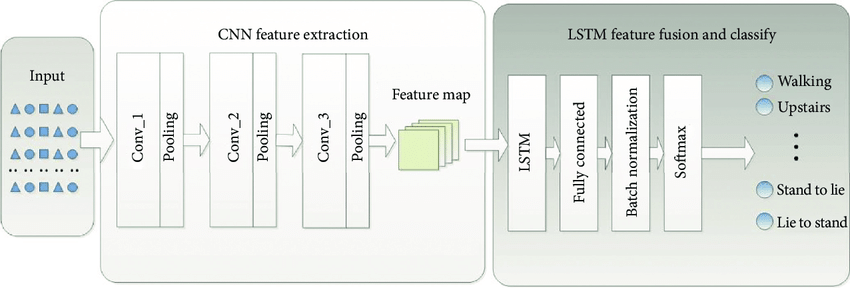 CNN feature extraction
LSTM feature fusion and classify
Input
Conv_1
Pooling
Conv_2
Pooling
Conv_3
Pooling
Feature map
LSTM
Fully connected
Batch normalization
Softmax
Walking
Upstairs
Stand to lie
Lie to stand